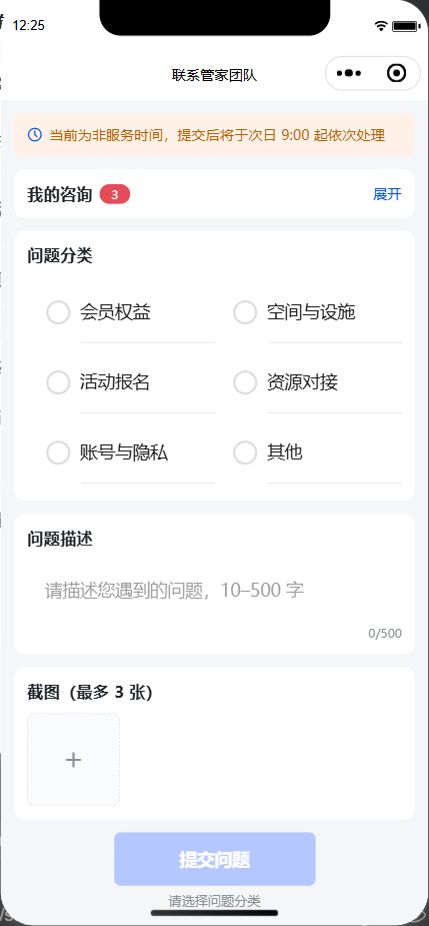 12:25
联系管家团队
当前为非服务时间，提交后将于次日 9:00 起依次处理
我的咨询 3 展开
问题分类
会员权益 空间与设施
活动报名 资源对接
账号与隐私 其他
问题描述
请描述您遇到的问题，10–500 字
0/500
截图（最多 3 张）
+
提交问题
请选择问题分类